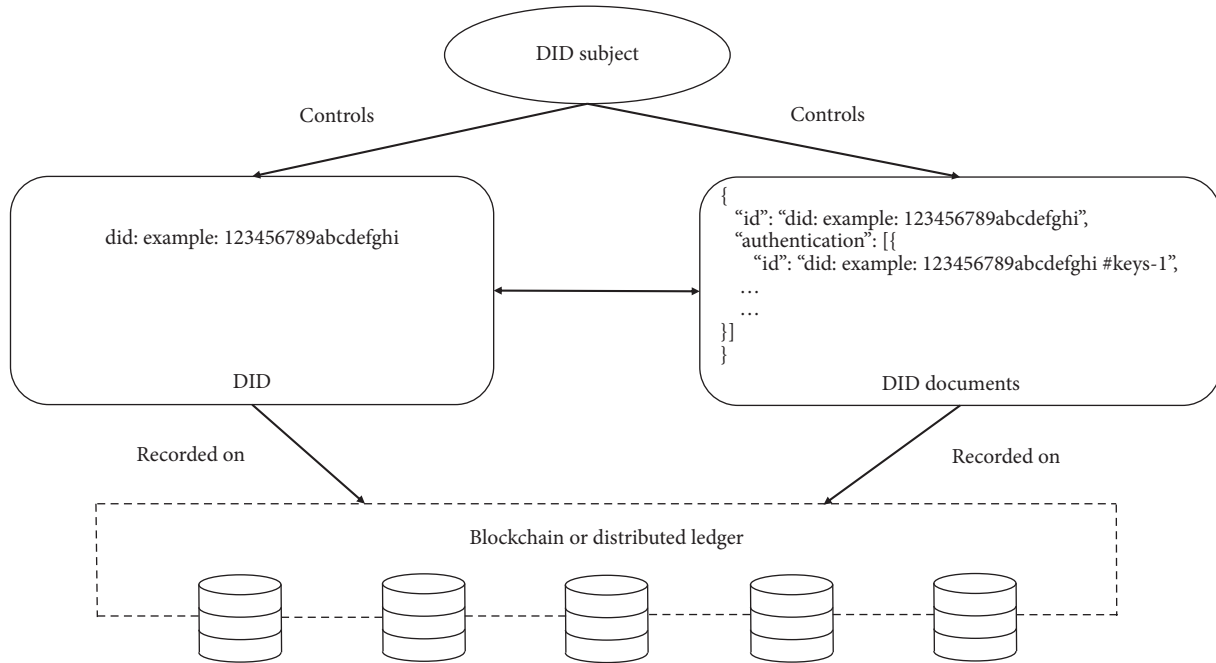 DID subject
Controls
Controls
did: example: 123456789abcdefghi
DID
{
“id”: “did: example: 123456789abcdefghi”,
“authentication”: [{
“id”: “did: example: 123456789abcdefghi #keys-1”,
…
…
}]
}
DID documents
Recorded on
Recorded on
Blockchain or distributed ledger